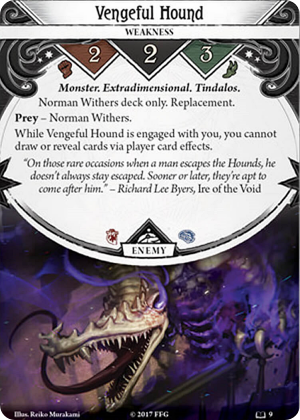 Vengeful Hound
WEAKNESS
2 2 3
Monster. Extradimensional. Tindalos.
Norman Withers deck only. Replacement.
Prey – Norman Withers.
While Vengeful Hound is engaged with you, you cannot
draw or reveal cards via player card effects.
“On those rare occasions when a man escapes the Hounds, he
doesn’t always stay escaped. Sooner or later, they’re apt to
come after him.” – Richard Lee Byers, Ire of the Void
ENEMY
Illus. Reiko Murakami
© 2017 FFG
9